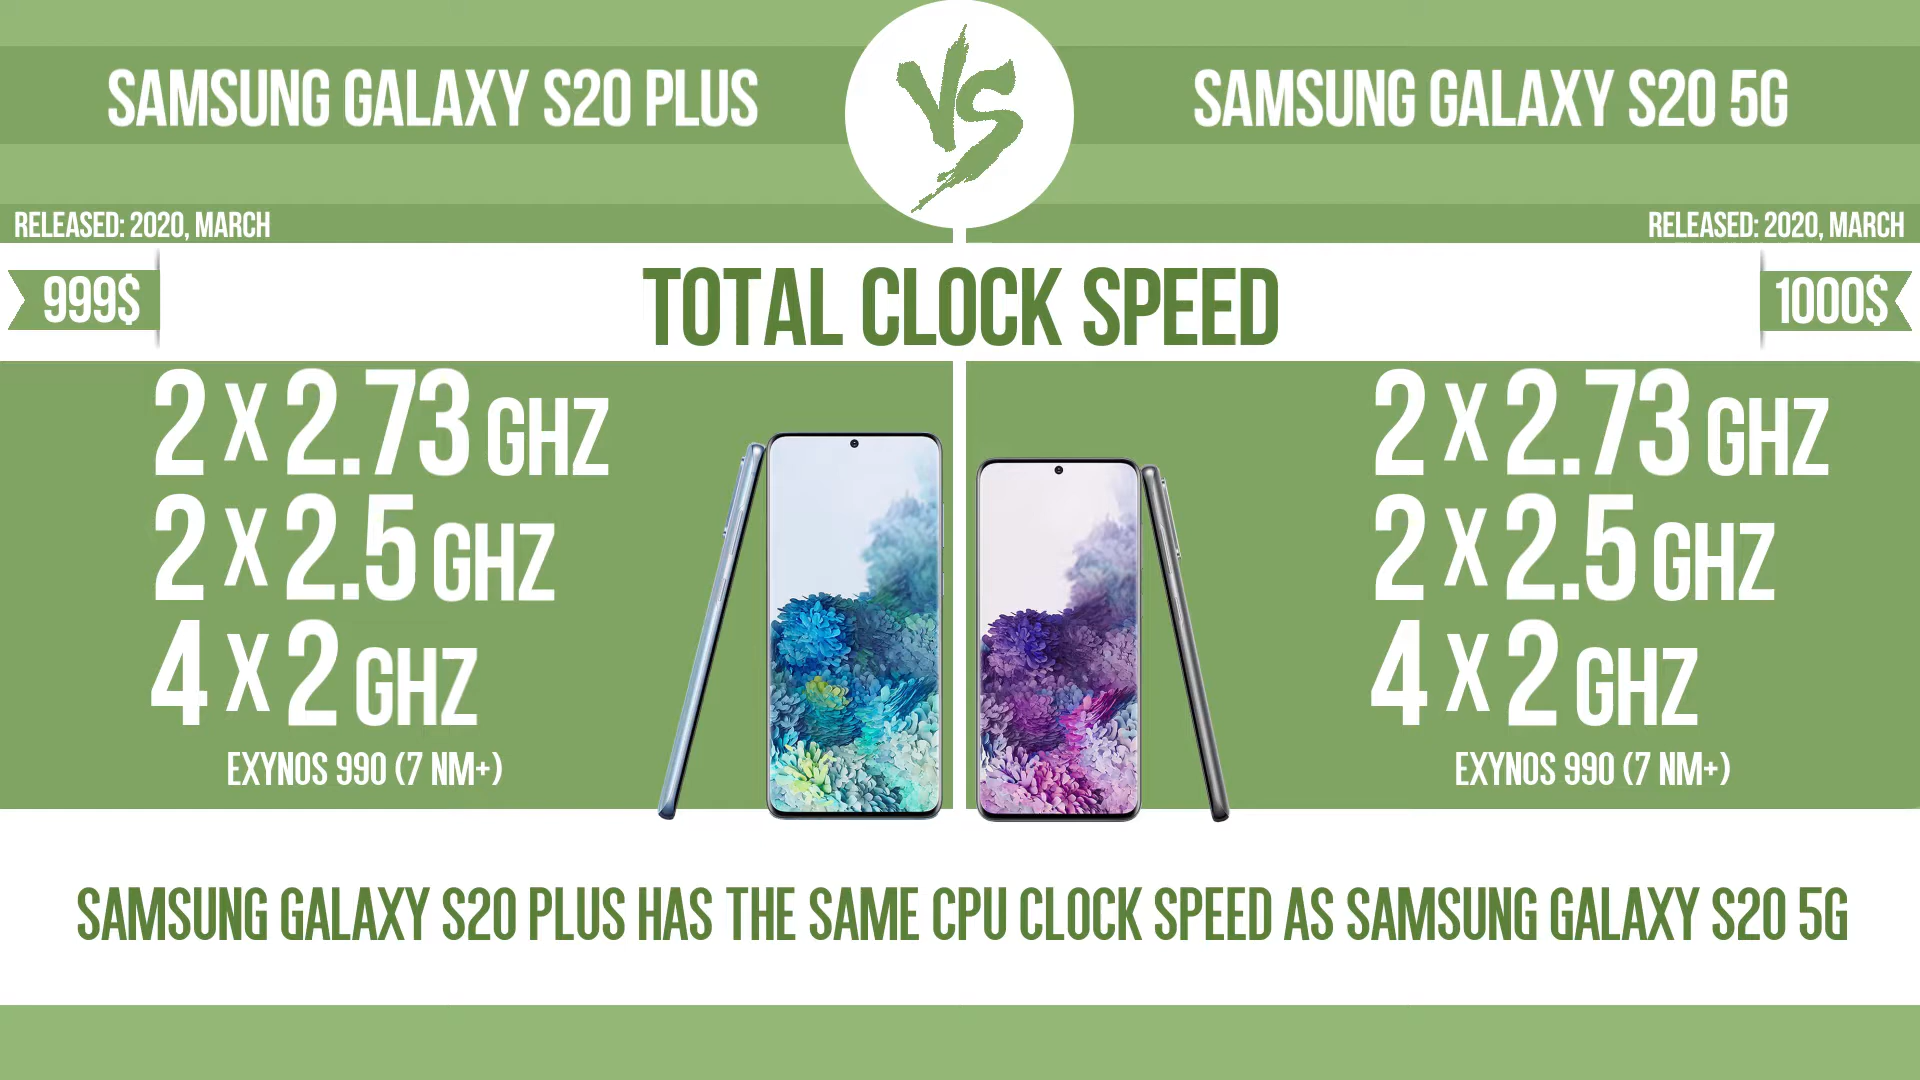 SAMSUNG GALAXY S20 PLUS
VS
SAMSUNG GALAXY S20 5G
RELEASED: 2020, MARCH
RELEASED: 2020, MARCH
999$
TOTAL CLOCK SPEED
1000$
2 X 2.73 GHZ
2 X 2.5 GHZ
4 X 2 GHZ
EXYNOS 990 (7 NM+)
2 X 2.73 GHZ
2 X 2.5 GHZ
4 X 2 GHZ
EXYNOS 990 (7 NM+)
SAMSUNG GALAXY S20 PLUS HAS THE SAME CPU CLOCK SPEED AS SAMSUNG GALAXY S20 5G